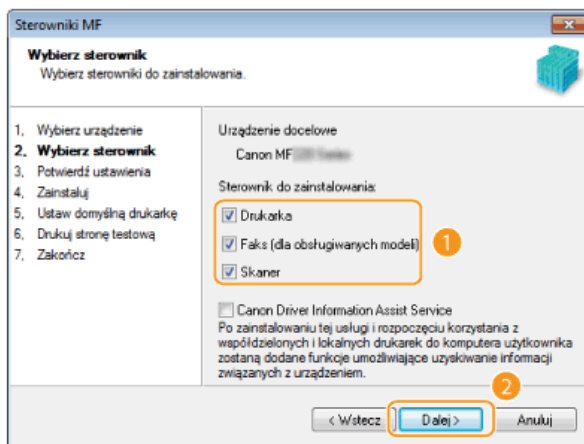 Sterowniki MF
Wybierz sterownik
Wybierz sterowniki do zainstalowania.
1. Wybierz urządzenie
2. Wybierz sterownik
3. Potwierdź ustawienia
4. Zainstaluj
5. Ustaw domyślną drukarkę
6. Drukuj stronę testową
7. Zakończ
Urządzenie docelowe
Canon MF
Sterownik do zainstalowania:
Drukarka
Faks (dla obsługiwanych modeli)
Skaner
1
Canon Driver Information Assist Service
Po zainstalowaniu tej usługi i rozpoczęciu korzystania z
współdzielonych i lokalnych drukarek do komputera użytkownika
zostaną dodane funkcje umożliwiające uzyskiwanie informacji
związanych z urządzeniem.
2
< Wstecz
Dalej >
Anuluj